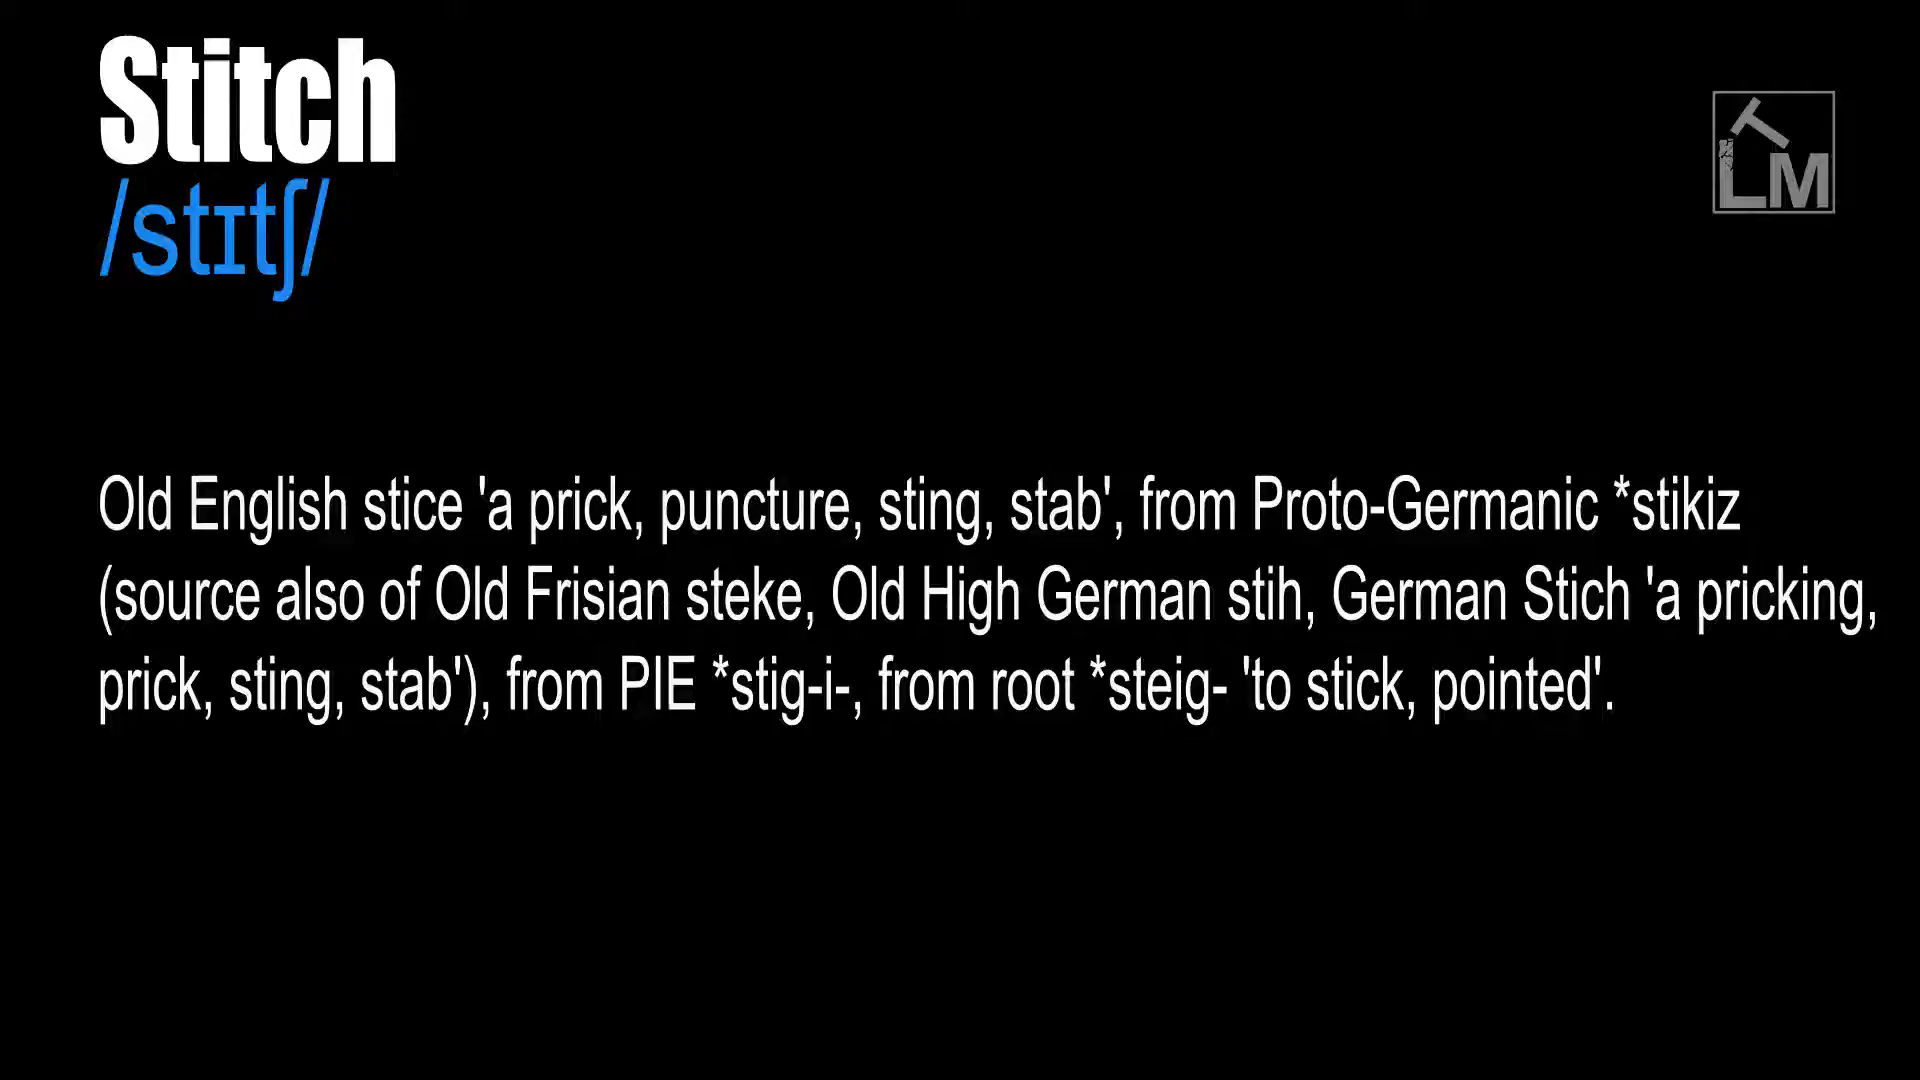 Stitch
/stɪtʃ/
LTM
Old English stice 'a prick, puncture, sting, stab', from Proto-Germanic *stikiz
(source also of Old Frisian steke, Old High German stih, German Stich 'a pricking,
prick, sting, stab'), from PIE *stig-i-, from root *steig- 'to stick, pointed'.